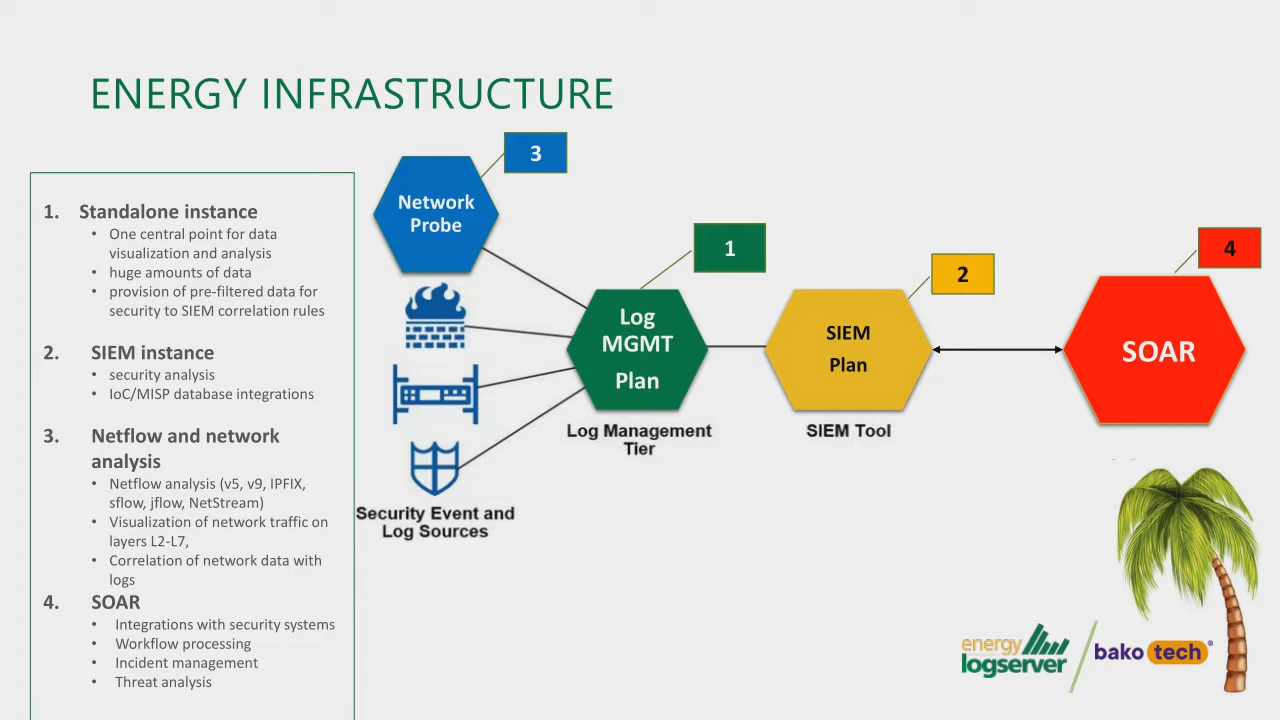 ENERGY INFRASTRUCTURE
1. Standalone instance
• One central point for data
visualization and analysis
• huge amounts of data
• provision of pre-filtered data for
security to SIEM correlation rules
2. SIEM instance
• security analysis
• IoC/MISP database integrations
3. Netflow and network
analysis
• Netflow analysis (v5, v9, IPFIX,
sflow, jflow, NetStream)
• Visualization of network traffic on
layers L2-L7,
• Correlation of network data with
logs
4. SOAR
• Integrations with security systems
• Workflow processing
• Incident management
• Threat analysis
3
Network
Probe
Security Event and
Log Sources
1
Log
MGMT
Plan
Log Management
Tier
2
SIEM
Plan
SIEM Tool
4
SOAR
energy
logserver
bako tech®